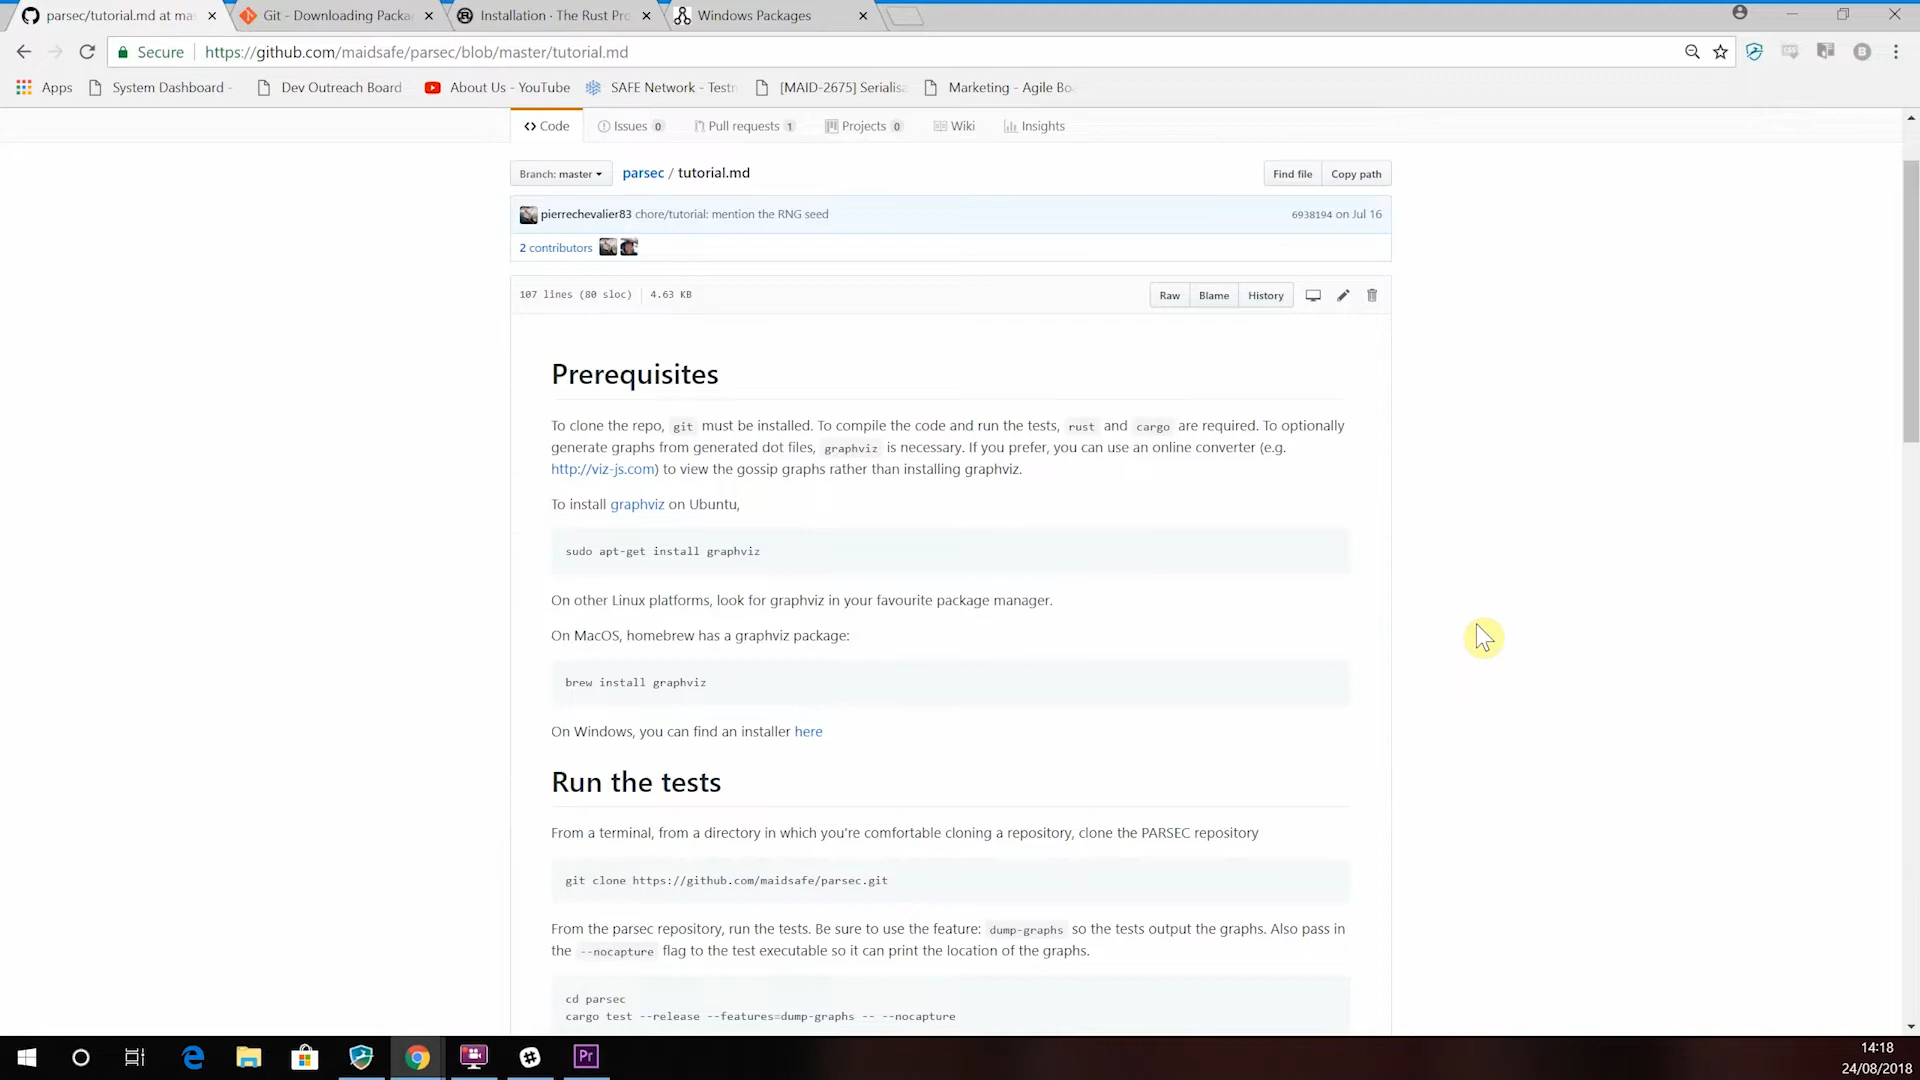 parsec/tutorial.md at mas
Git - Downloading Packa
Installation · The Rust Pro
Windows Packages
Secure
https://github.com/maidsafe/parsec/blob/master/tutorial.md
Apps
System Dashboard -
Dev Outreach Board
About Us - YouTube
SAFE Network - Testn
[MAID-2675] Serialisa
Marketing - Agile Bo
Code
Issues 0
Pull requests 1
Projects 0
Wiki
Insights
Branch: master
parsec / tutorial.md
Find file
Copy path
pierrechevalier83 chore/tutorial: mention the RNG seed
6938194 on Jul 16
2 contributors
107 lines (80 sloc)
4.63 KB
Raw
Blame
History
Prerequisites
To clone the repo, git must be installed. To compile the code and run the tests, rust and cargo are required. To optionally
generate graphs from generated dot files, graphviz is necessary. If you prefer, you can use an online converter (e.g.
http://viz-js.com) to view the gossip graphs rather than installing graphviz.
To install graphviz on Ubuntu,
sudo apt-get install graphviz
On other Linux platforms, look for graphviz in your favourite package manager.
On MacOS, homebrew has a graphviz package:
brew install graphviz
On Windows, you can find an installer here
Run the tests
From a terminal, from a directory in which you're comfortable cloning a repository, clone the PARSEC repository
git clone https://github.com/maidsafe/parsec.git
From the parsec repository, run the tests. Be sure to use the feature: dump-graphs so the tests output the graphs. Also pass in
the --nocapture flag to the test executable so it can print the location of the graphs.
cd parsec
cargo test --release --features=dump-graphs -- --nocapture
Pr
14:18
24/08/2018